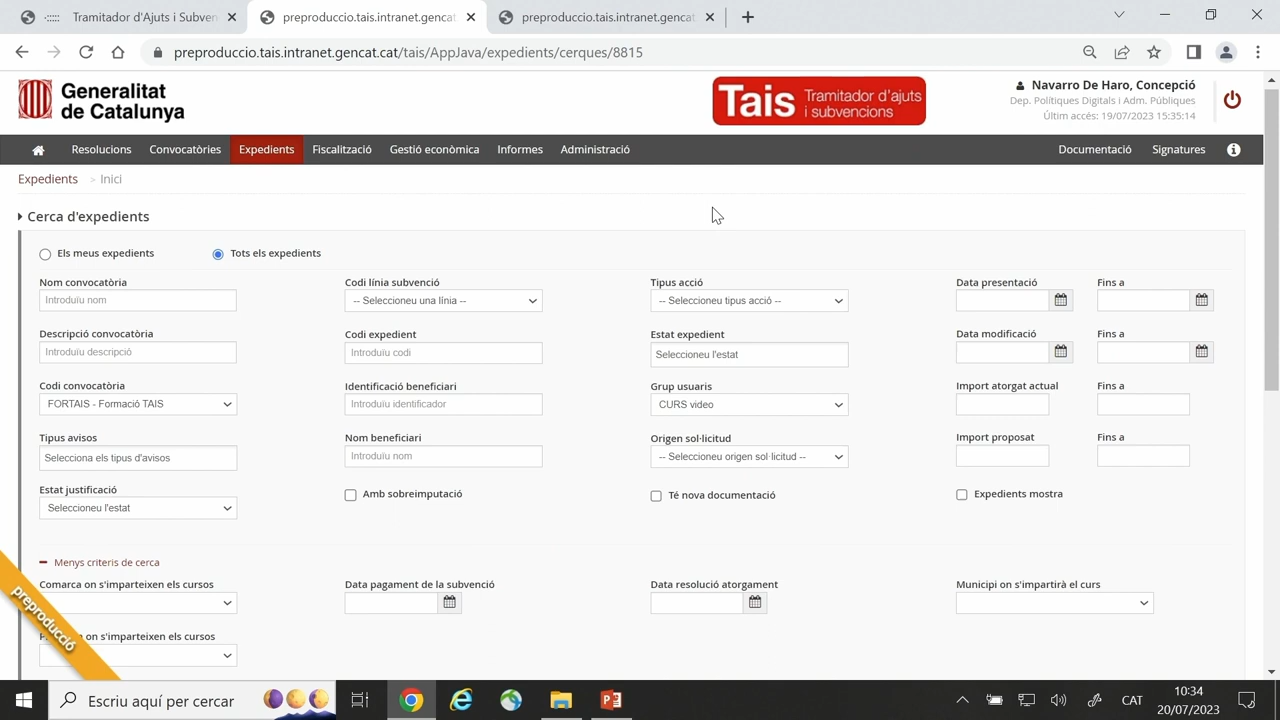 Tramitador d'Ajuts i Subven
preproduccio.tais.intranet.gencat
preproduccio.tais.intranet.gencat
preproduccio.tais.intranet.gencat.cat/tais/AppJava/expedients/cerques/8815
Generalitat
de Catalunya
Tais Tramitador d'ajuts
i subvencions
Navarro De Haro, Concepció
Dep. Polítiques Digitals i Adm. Públiques
Últim accés: 19/07/2023 15:35:14
Resolucions Convocatòries Expedients Fiscalització Gestió econòmica Informes Administració Documentació Signatures
Expedients > Inici
Cerca d'expedients
Els meus expedients Tots els expedients
Nom convocatòria Codi línia subvenció Tipus acció Data presentació Fins a
Introduïu nom -- Seleccioneu una línia -- -- Seleccioneu tipus acció --
Descripció convocatòria Codi expedient Estat expedient Data modificació Fins a
Introduïu descripció Introduïu codi Seleccioneu l'estat
Codi convocatòria Identificació beneficiari Grup usuaris Import atorgat actual Fins a
FORTAIS - Formació TAIS Introduïu identificador CURS video
Tipus avisos Nom beneficiari Origen sol·licitud Import proposat Fins a
Selecciona els tipus d'avisos Introduïu nom -- Seleccioneu origen sol·licitud --
Estat justificació Amb sobreimputació Té nova documentació Expedients mostra
Seleccioneu l'estat
Menys criteris de cerca
Comarca on s'imparteixen els cursos Data pagament de la subvenció Data resolució atorgament Municipi on s'impartirà el curs
on s'imparteixen els cursos
preproducció
Escriu aquí per cercar
CAT
10:34
20/07/2023